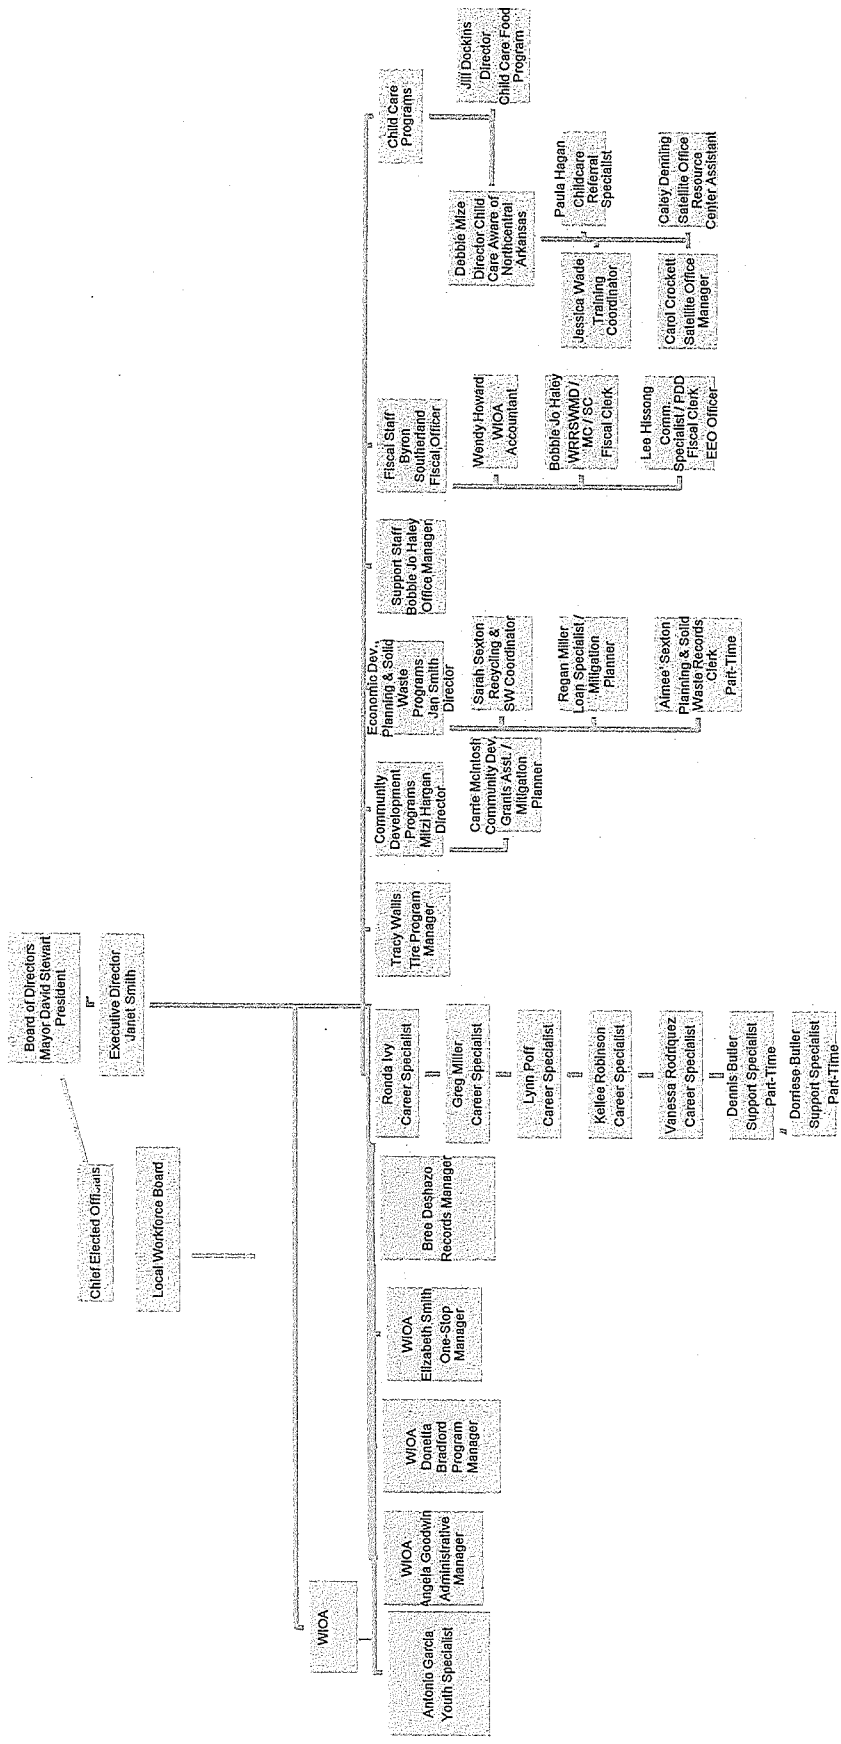 Board of Directors
Mayor David Stewart
President
Chief Elected Officials
Executive Director
Janet Smith
Local Workforce Board
WIOA
Antonio Garcia
Youth Specialist
WIOA
Angela Goodwin
Administrative
Manager
WIOA
Donetta
Bradford
Program
Manager
WIOA
Elizabeth Smith
One-Stop
Manager
Bree Deshazo
Records Manager
Ronda Ivy
Career Specialist
Greg Miller
Career Specialist
Lynn Poff
Career Specialist
Kellee Robinson
Career Specialist
Vanessa Rodriquez
Career Specialist
Dennis Butler
Support Specialist
Part-Time
Dorriese Butler
Support Specialist
Part-Time
Tracy Wallis
Tire Program
Manager
Community
Development
Programs
Mitzi Hargan
Director
Carrie McIntosh
Community Dev.
Grants Asst. /
Mitigation
Planner
Economic Dev.,
Planning & Solid
Waste
Programs
Jan Smith
Director
Sarah Sexton
Recycling &
SW Coordinator
Regan Miller
Loan Specialist /
Mitigation
Planner
Aimee' Sexton
Planning & Solid
Waste Records
Clerk
Part-Time
Support Staff
Bobbie Jo Haley
Office Manager
Fiscal Staff
Byron
Southerland
Fiscal Officer
Wendy Howard
WIOA
Accountant
Bobbie Jo Haley
WRRSWMD /
MC / SC
Fiscal Clerk
Lee Hissong
Comm.
Specialist / PDD
Fiscal Clerk
EEO Officer
Child Care
Programs
Debbie Mize
Director Child
Care Aware of
Northcentral
Arkansas
Jill Dockins
Director
Child Care Food
Program
Jessica Wade
Training
Coordinator
Paula Hagan
Childcare
Referral
Specialist
Carol Crockett
Satellite Office
Manager
Caley Denning
Satellite Office
Resource
Center Assistant